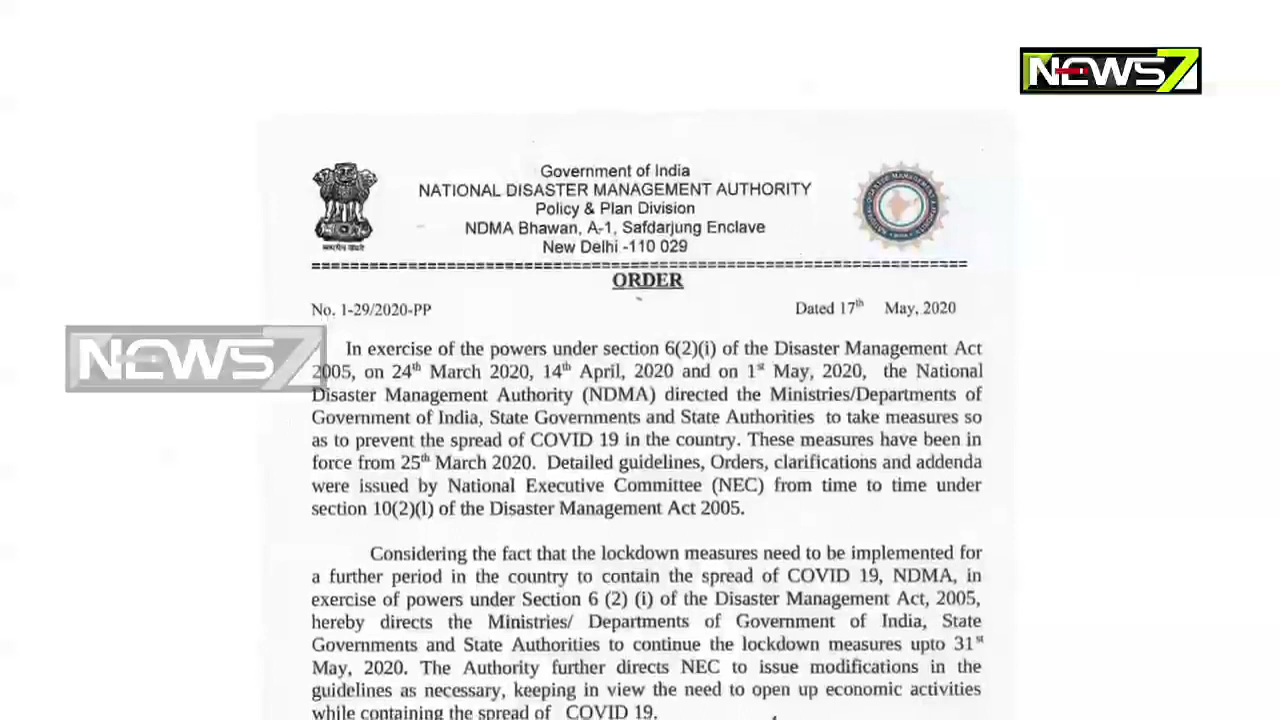 NEWS7
Government of India
NATIONAL DISASTER MANAGEMENT AUTHORITY
Policy & Plan Division
NDMA Bhawan, A-1, Safdarjung Enclave
New Delhi -110 029
ORDER
No. 1-29/2020-PP Dated 17th May, 2020
NEWS7
In exercise of the powers under section 6(2)(i) of the Disaster Management Act
2005, on 24th March 2020, 14th April, 2020 and on 1st May, 2020, the National
Disaster Management Authority (NDMA) directed the Ministries/Departments of
Government of India, State Governments and State Authorities to take measures so
as to prevent the spread of COVID 19 in the country. These measures have been in
force from 25th March 2020. Detailed guidelines, Orders, clarifications and addenda
were issued by National Executive Committee (NEC) from time to time under
section 10(2)(l) of the Disaster Management Act 2005.
Considering the fact that the lockdown measures need to be implemented for
a further period in the country to contain the spread of COVID 19, NDMA, in
exercise of powers under Section 6 (2) (i) of the Disaster Management Act, 2005,
hereby directs the Ministries/ Departments of Government of India, State
Governments and State Authorities to continue the lockdown measures upto 31st
May, 2020. The Authority further directs NEC to issue modifications in the
guidelines as necessary, keeping in view the need to open up economic activities
while containing the spread of COVID 19.